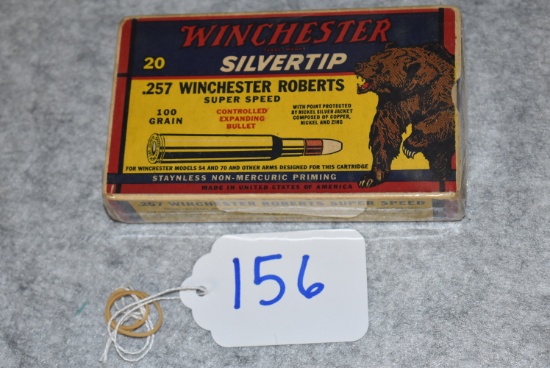 WINCHESTER
20
SILVERTIP
.257 WINCHESTER ROBERTS
SUPER SPEED
100
GRAIN
CONTROLLED
EXPANDING
BULLET
WITH POINT PROTECTED
BY NICKEL SILVER JACKET
COMPOSED OF COPPER,
NICKEL AND ZINC
FOR WINCHESTER MODELS 54 AND 70 AND OTHER ARMS DESIGNED FOR THIS CARTRIDGE
STAYNLESS NON-MERCURIC PRIMING
MADE IN UNITED STATES OF AMERICA
.257 WINCHESTER ROBERTS SUPER SPEED
156